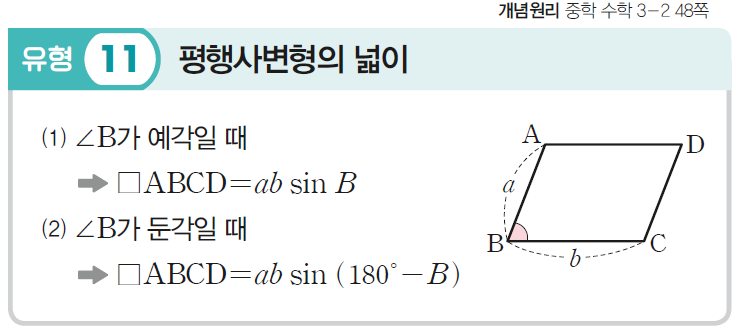 개념원리 중학 수학 3-2 48쪽
유형 11 평행사변형의 넓이
(1) ∠B가 예각일 때
➡ □ABCD=ab sin B
(2) ∠B가 둔각일 때
➡ □ABCD=ab sin (180°-B)
A
D
a
B
C
b